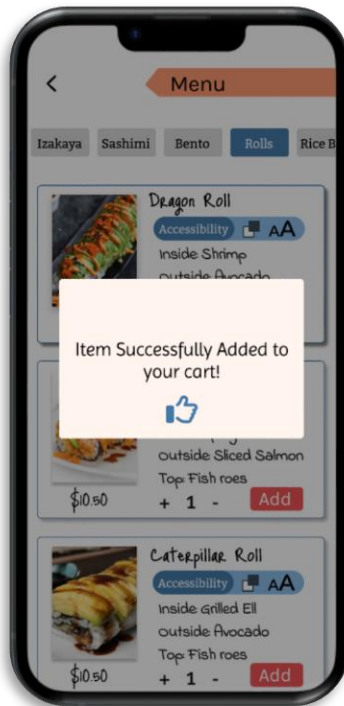 Menu
Izakaya Sashimi Bento Rolls Rice B
Dragon Roll
Accessibility AA
Inside: Shrimp
Outside: Avocado
Item Successfully Added to
your cart!
Outside: Sliced Salmon
Top: Fish roes
$10.50 + 1 - Add
Caterpillar Roll
Accessibility AA
Inside: Grilled Ell
Outside: Avocado
Top: Fish roes
$10.50 + 1 - Add